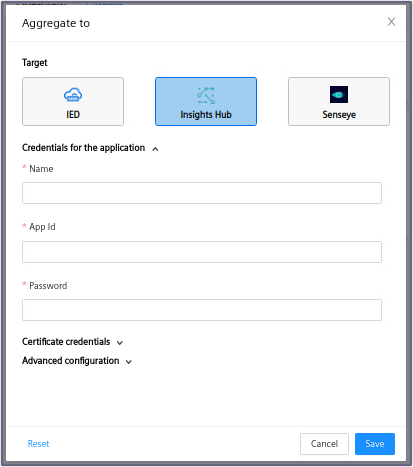 Aggregate to
Target
IED
Insights Hub
Senseye
Credentials for the application
* Name
* App Id
* Password
Certificate credentials
Advanced configuration
Reset
Cancel
Save